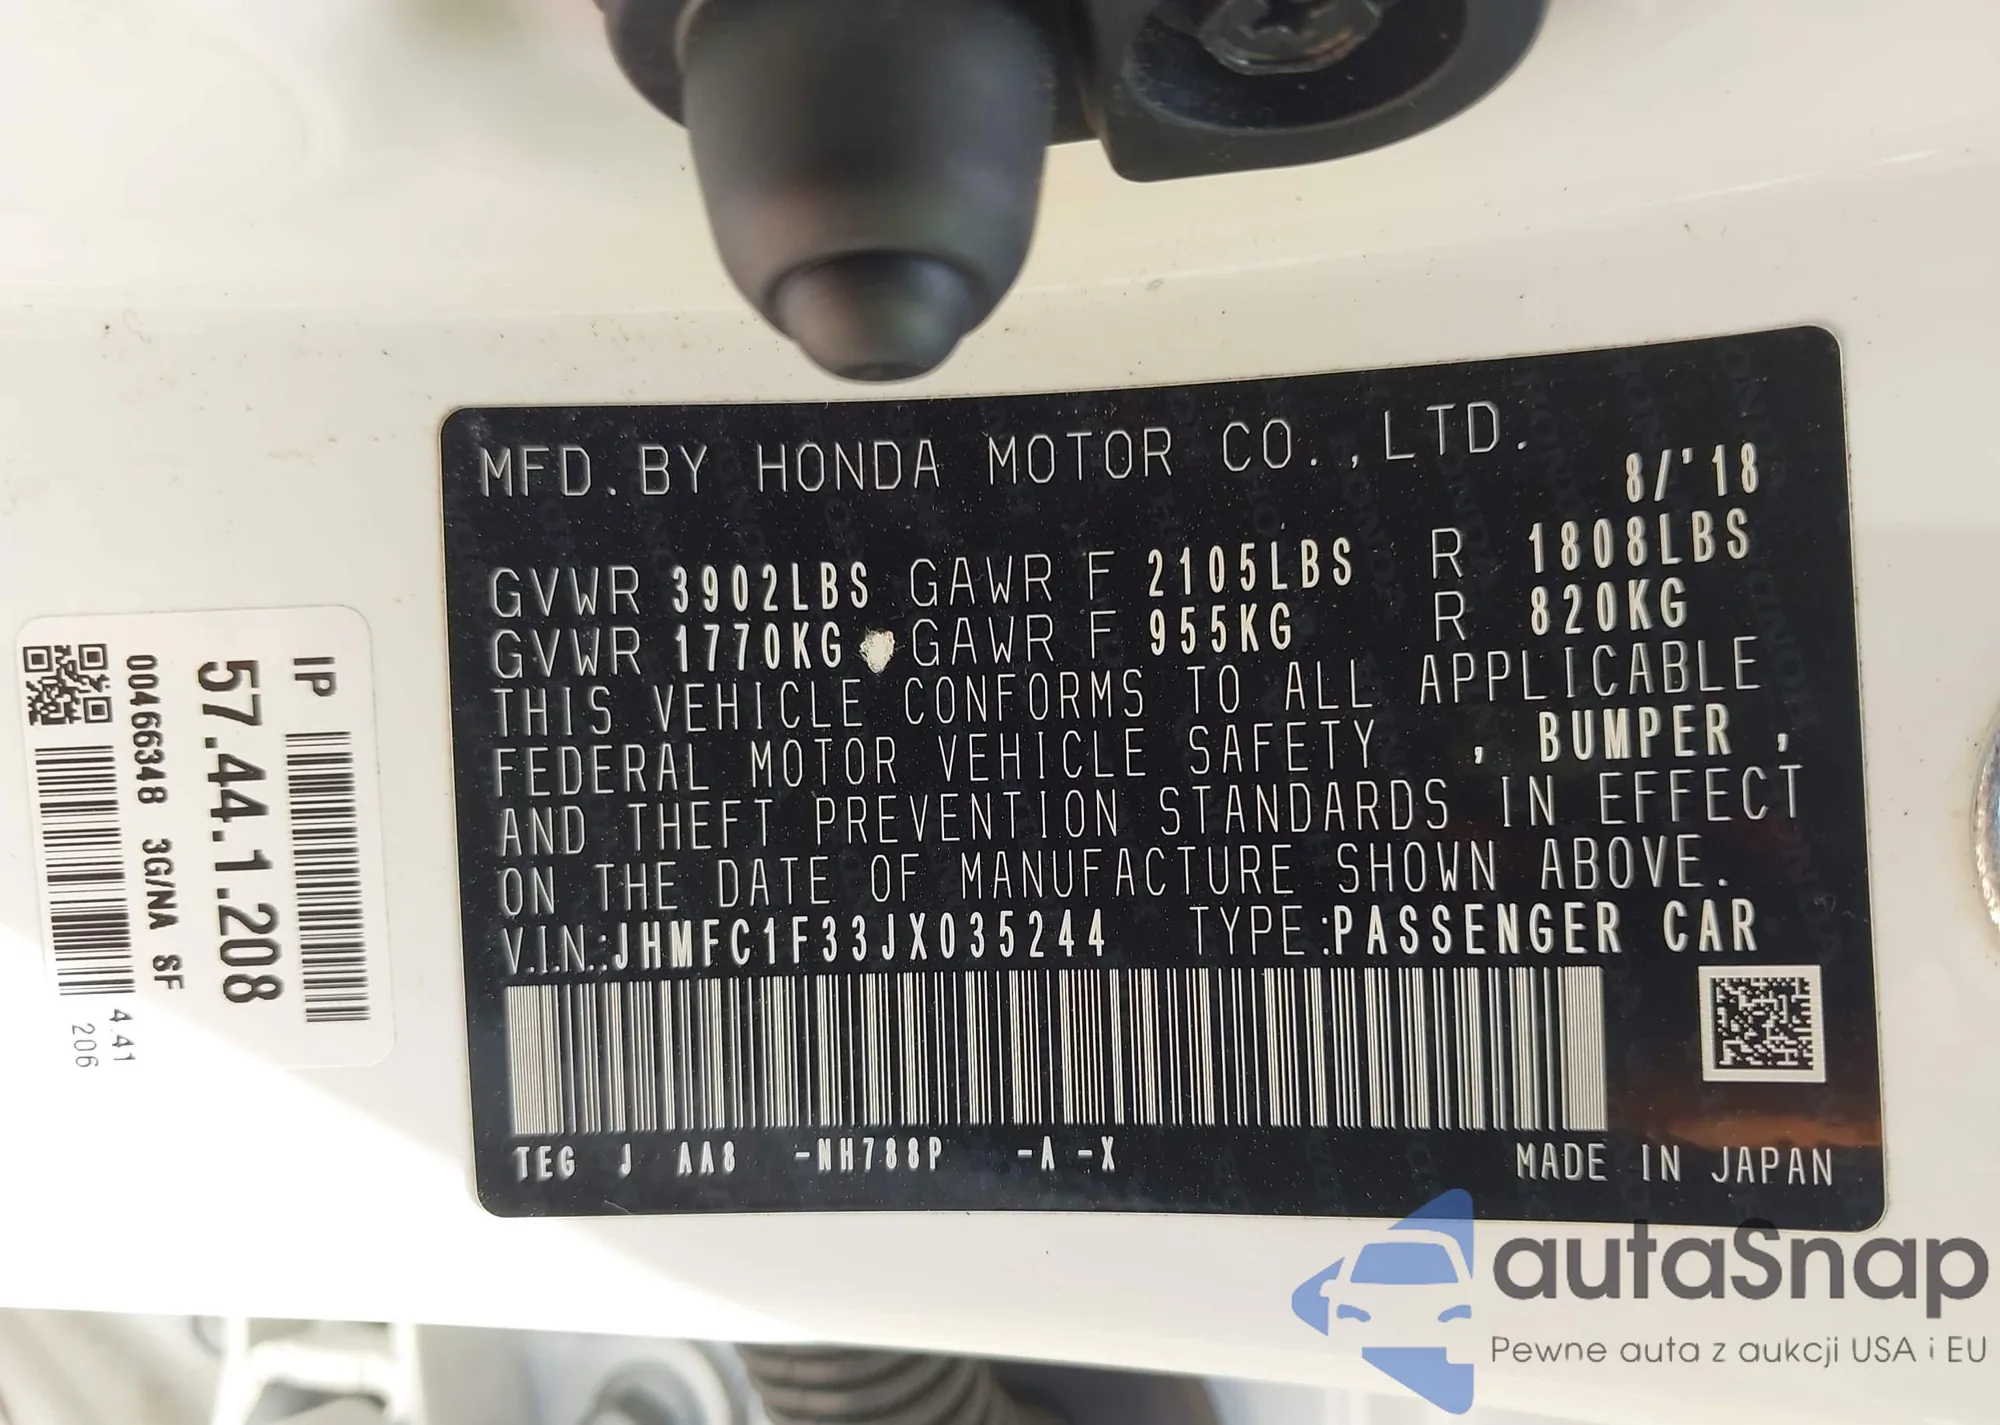 MFD.BY HONDA MOTOR CO.,LTD.
8/'18
GVWR 3902LBS GAWR F 2105LBS R 1808LBS
GVWR 1770KG GAWR F 955KG R 820KG
THIS VEHICLE CONFORMS TO ALL APPLICABLE
FEDERAL MOTOR VEHICLE SAFETY , BUMPER ,
AND THEFT PREVENTION STANDARDS IN EFFECT
ON THE DATE OF MANUFACTURE SHOWN ABOVE.
V.I.N.:JHMFC1F33JX035244 TYPE:PASSENGER CAR
TEG J AA8 -NH788P -A -X
MADE IN JAPAN
IP
57.44.1.208
00466348 3G/NA SF
4.41
206
autaSnap
Pewne auta z aukcji USA i EU